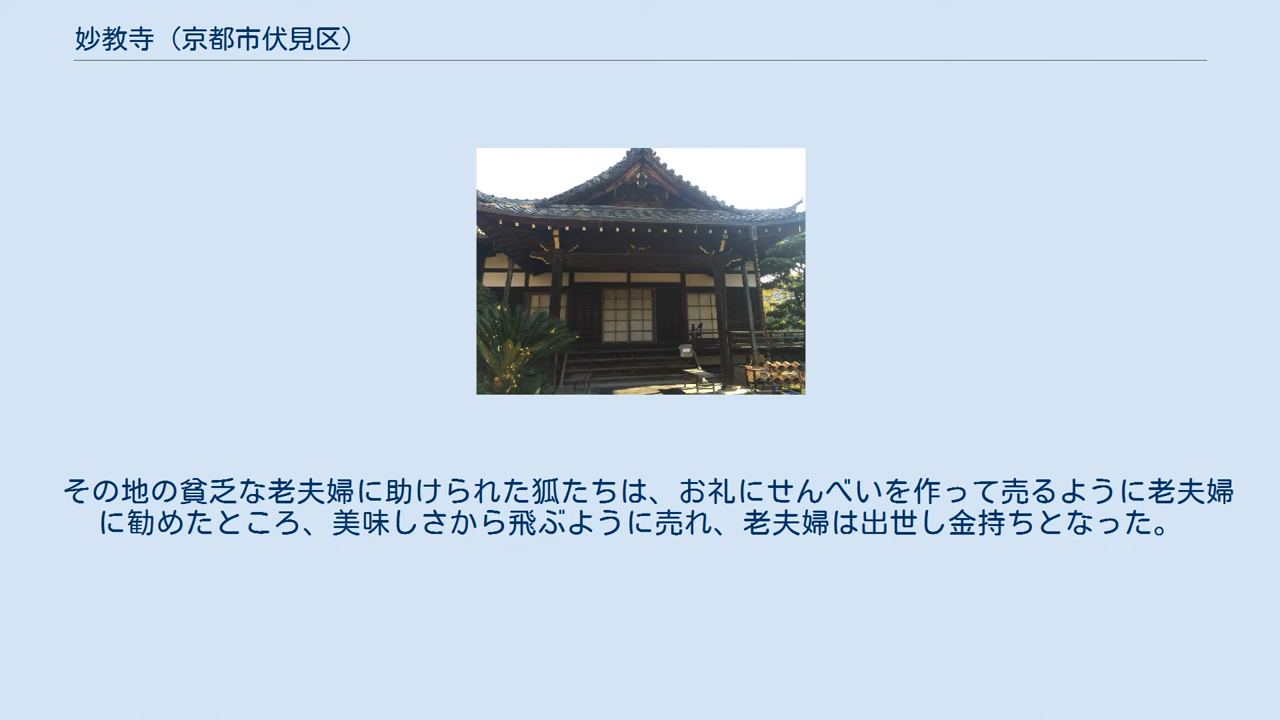 妙教寺（京都市伏見区）
その地の貧乏な老夫婦に助けられた狐たちは、お礼にせんべいを作って売るように老夫婦
に勧めたところ、美味しさから飛ぶように売れ、老夫婦は出世し金持ちとなった。